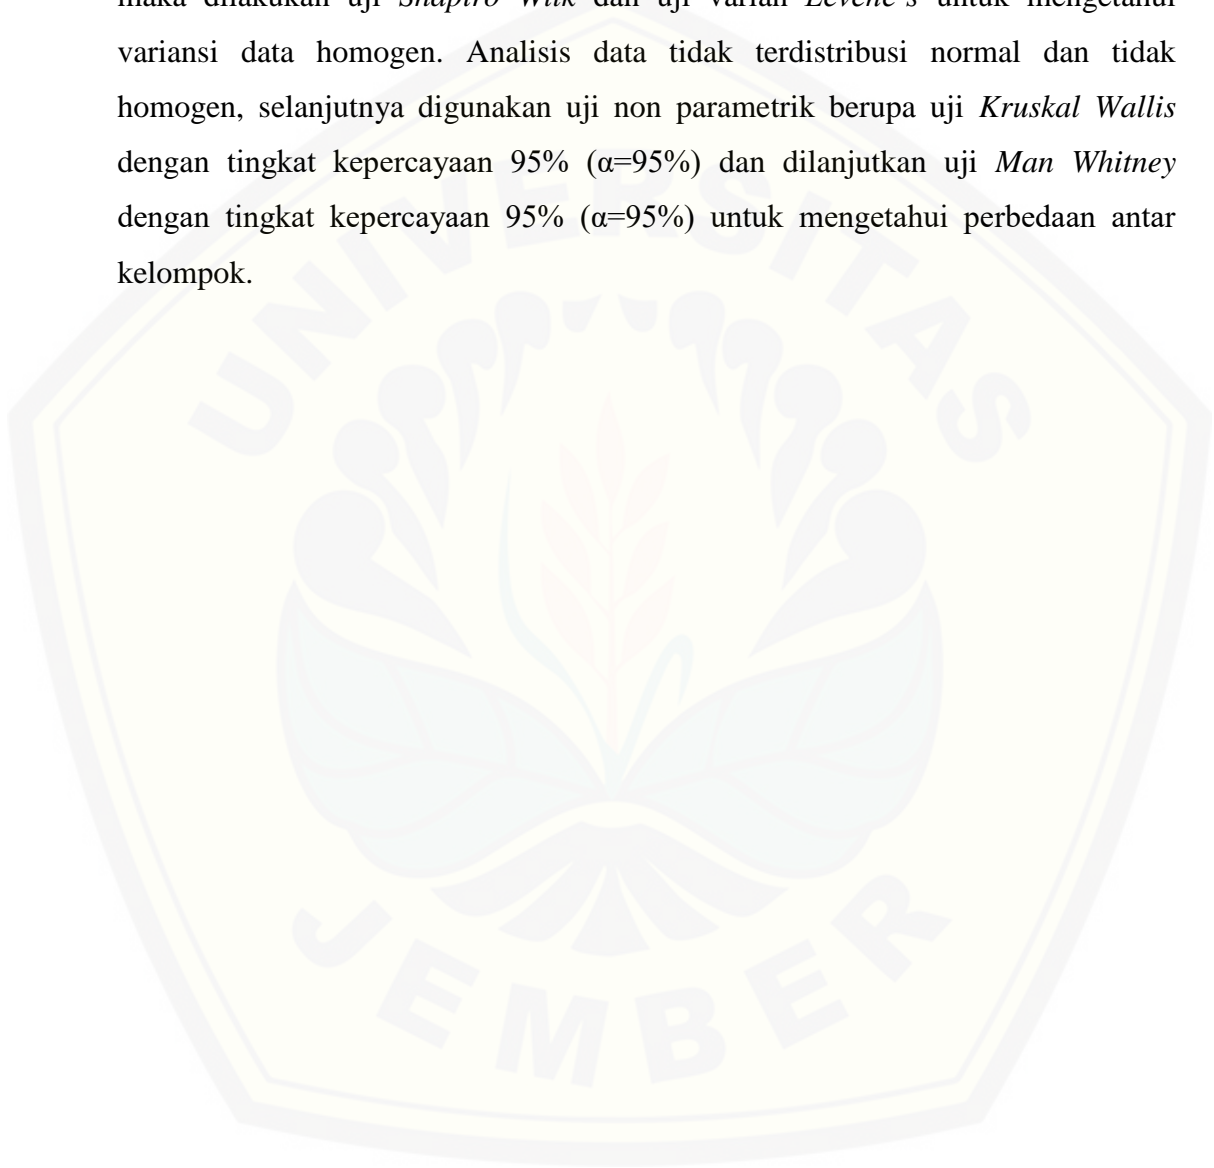 maka dilakukan uji Shapiro Wilk dan uji varian Levene's untuk mengetahui
variansi data homogen. Analisis data tidak terdistribusi normal dan tidak
homogen, selanjutnya digunakan uji non parametrik berupa uji Kruskal Wallis
dengan tingkat kepercayaan 95% (α=95%) dan dilanjutkan uji Man Whitney
dengan tingkat kepercayaan 95% (α=95%) untuk mengetahui perbedaan antar
kelompok.
UNIVERSITAS
JEMBER